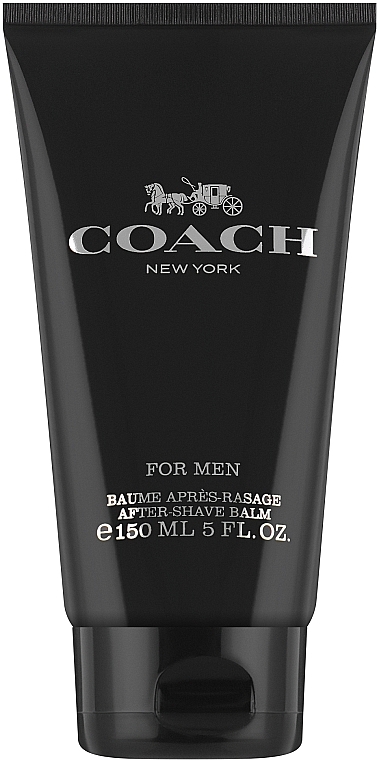 COACH
NEW YORK
FOR MEN
BAUME APRÈS-RASAGE
AFTER-SHAVE BALM
℮150 ML 5 FL.OZ.